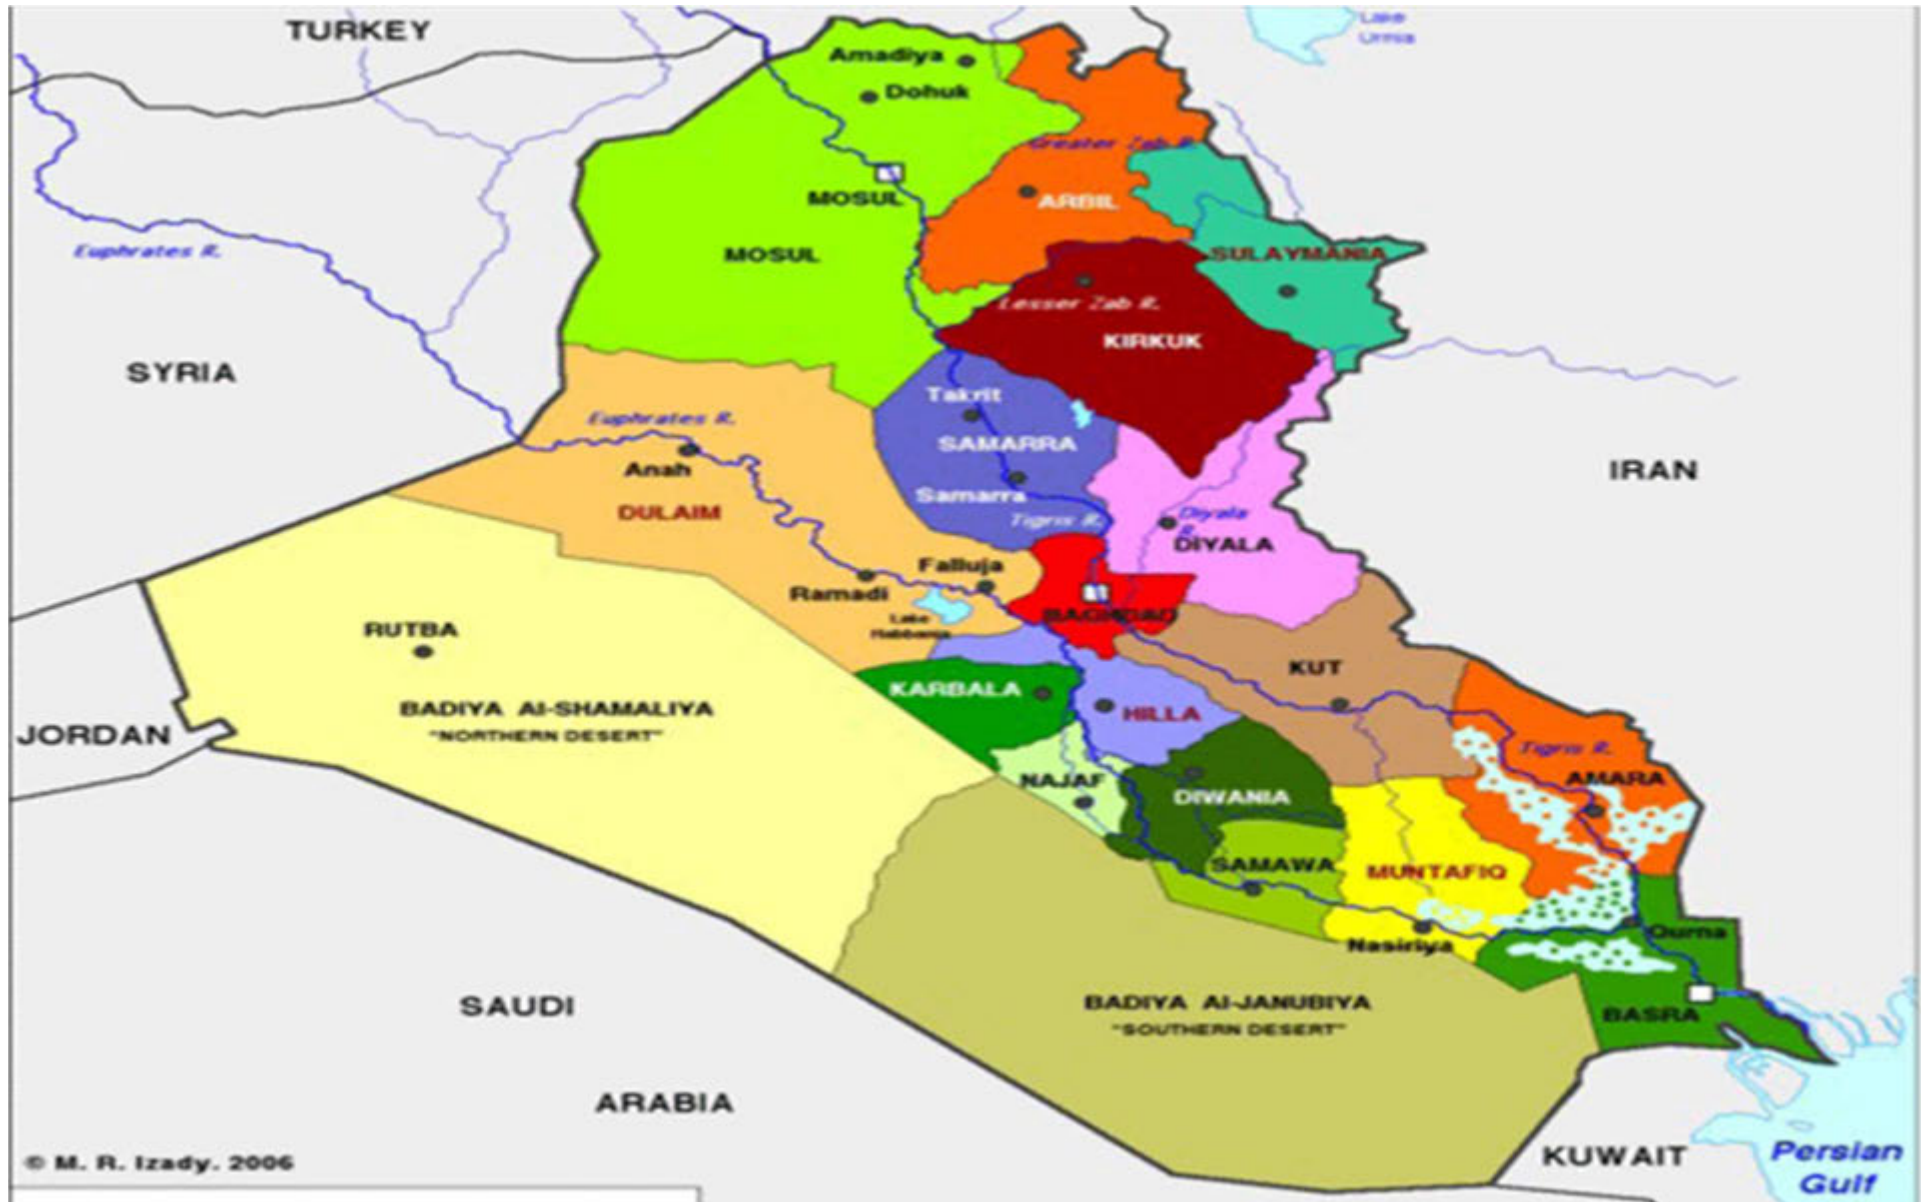 TURKEY
Lake
Urmia
Amadiya
Dohuk
Greater Zab R.
MOSUL
ARBIL
Euphrates R.
MOSUL
SULAYMANIA
Lesser Zab R.
KIRKUK
SYRIA
Takrit
Euphrates R.
SAMARRA
Anah
IRAN
Samarra
DULAIM
Tigris R.
Diyala
R.
DIYALA
Falluja
Ramadi
Lake
Habbania
BAGHDAD
RUTBA
KUT
KARBALA
BADIYA Al-SHAMALIYA
"NORTHERN DESERT"
HILLA
JORDAN
Tigris R.
NAJAF
AMARA
DIWANIA
SAMAWA
MUNTAFIQ
Qurna
Nasiriya
SAUDI
BADIYA Al-JANUBIYA
"SOUTHERN DESERT"
BASRA
ARABIA
KUWAIT
Persian
Gulf
© M. R. Izady. 2006